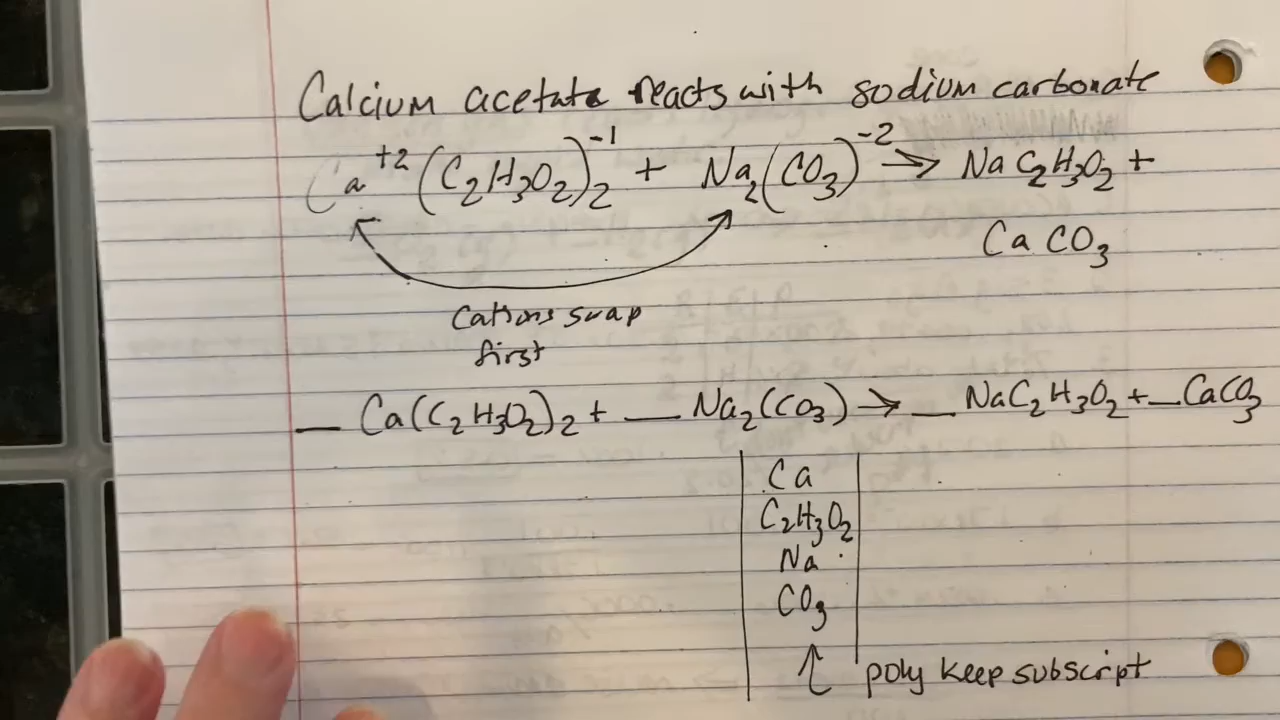 Calcium acetate reacts with sodium carbonate
Ca⁺² (C₂H₃O₂)₂⁻¹ + Na₂(CO₃)⁻² → NaC₂H₃O₂ +
CaCO₃
Cations swap
first
__ Ca(C₂H₃O₂)₂ + __ Na₂(CO₃) → __ NaC₂H₃O₂ + __ CaCO₃
Ca
C₂H₃O₂
Na
CO₃
↑ poly keep subscript